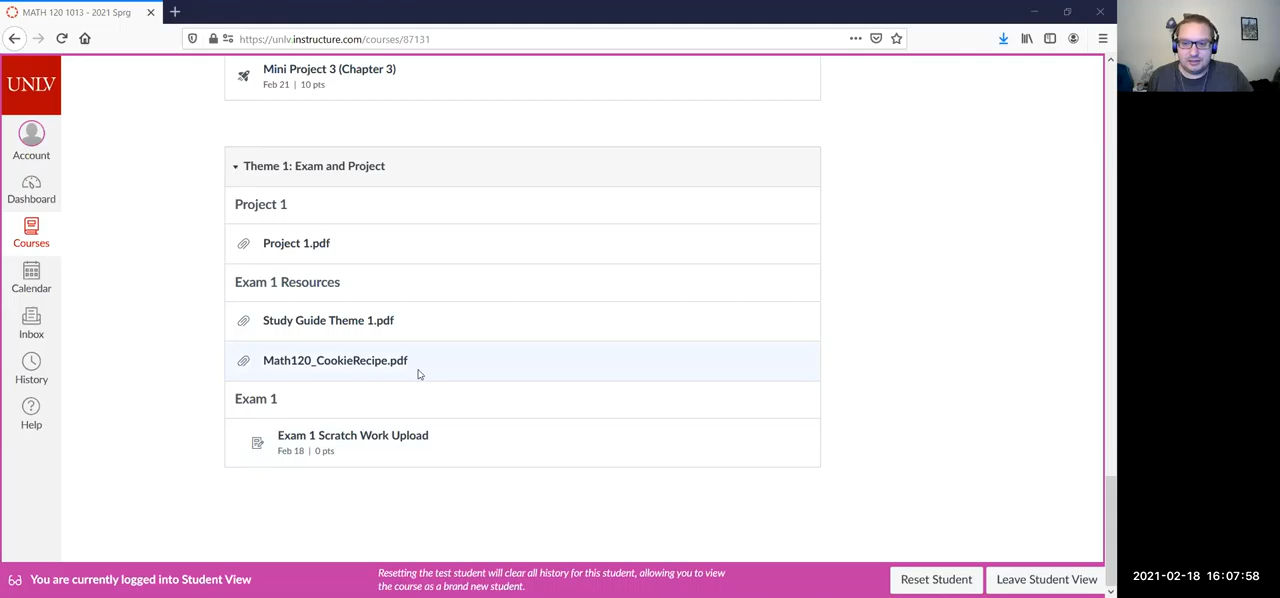 MATH 120 1013 - 2021 Sprg
https://unlv.instructure.com/courses/87131
UNLV
Account
Dashboard
Courses
Calendar
Inbox
History
Help
Mini Project 3 (Chapter 3)
Feb 21 | 10 pts
Theme 1: Exam and Project
Project 1
Project 1.pdf
Exam 1 Resources
Study Guide Theme 1.pdf
Math120_CookieRecipe.pdf
Exam 1
Exam 1 Scratch Work Upload
Feb 18 | 0 pts
You are currently logged into Student View
Resetting the test student will clear all history for this student, allowing you to view
the course as a brand new student.
Reset Student
Leave Student View
2021-02-18 16:07:58